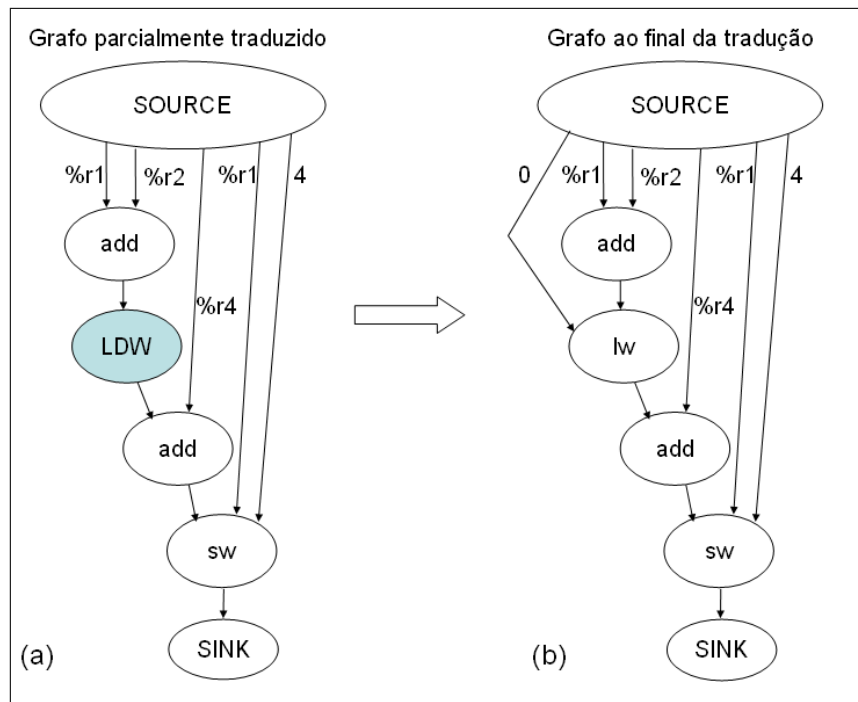 Grafo parcialmente traduzido
Grafo ao final da tradução
SOURCE
SOURCE
%r1
%r2
%r1
4
0
%r1
%r2
%r1
4
add
add
%r4
%r4
LDW
lw
add
add
sw
sw
SINK
SINK
(a)
(b)